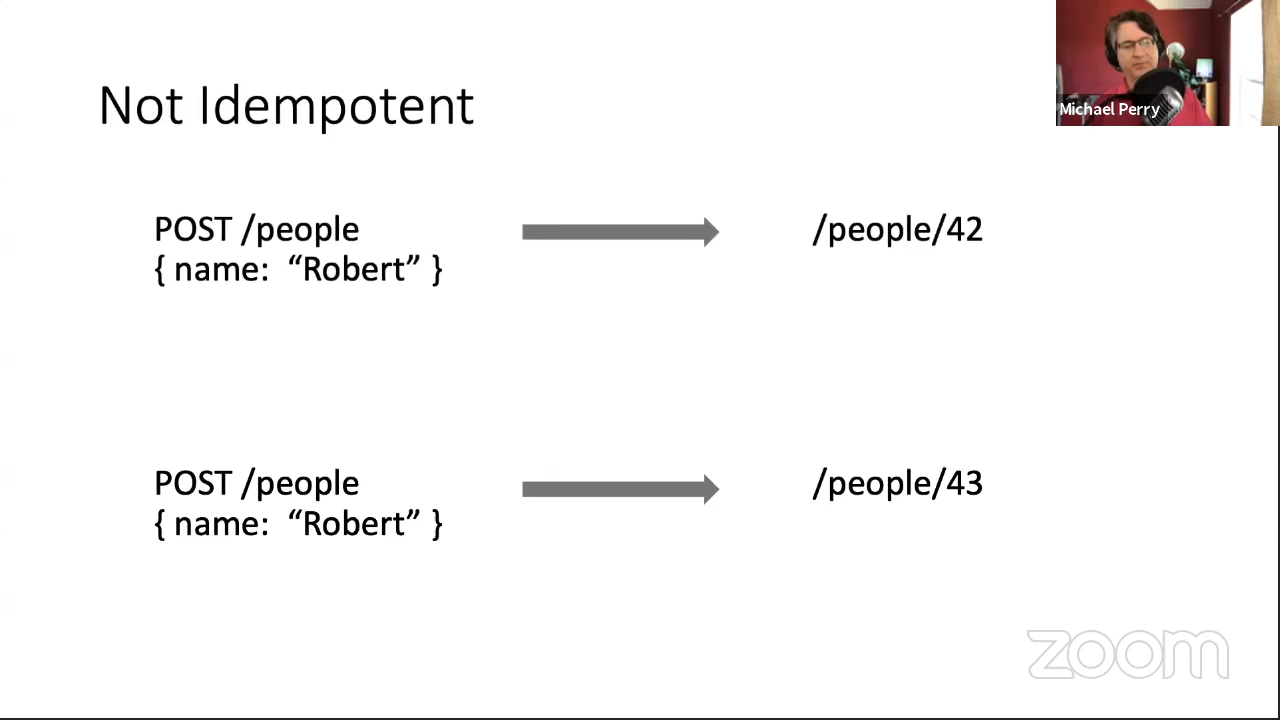 Not Idempotent
Michael Perry
POST /people
{ name:  “Robert” }
/people/42
POST /people
{ name:  “Robert” }
/people/43
zoom